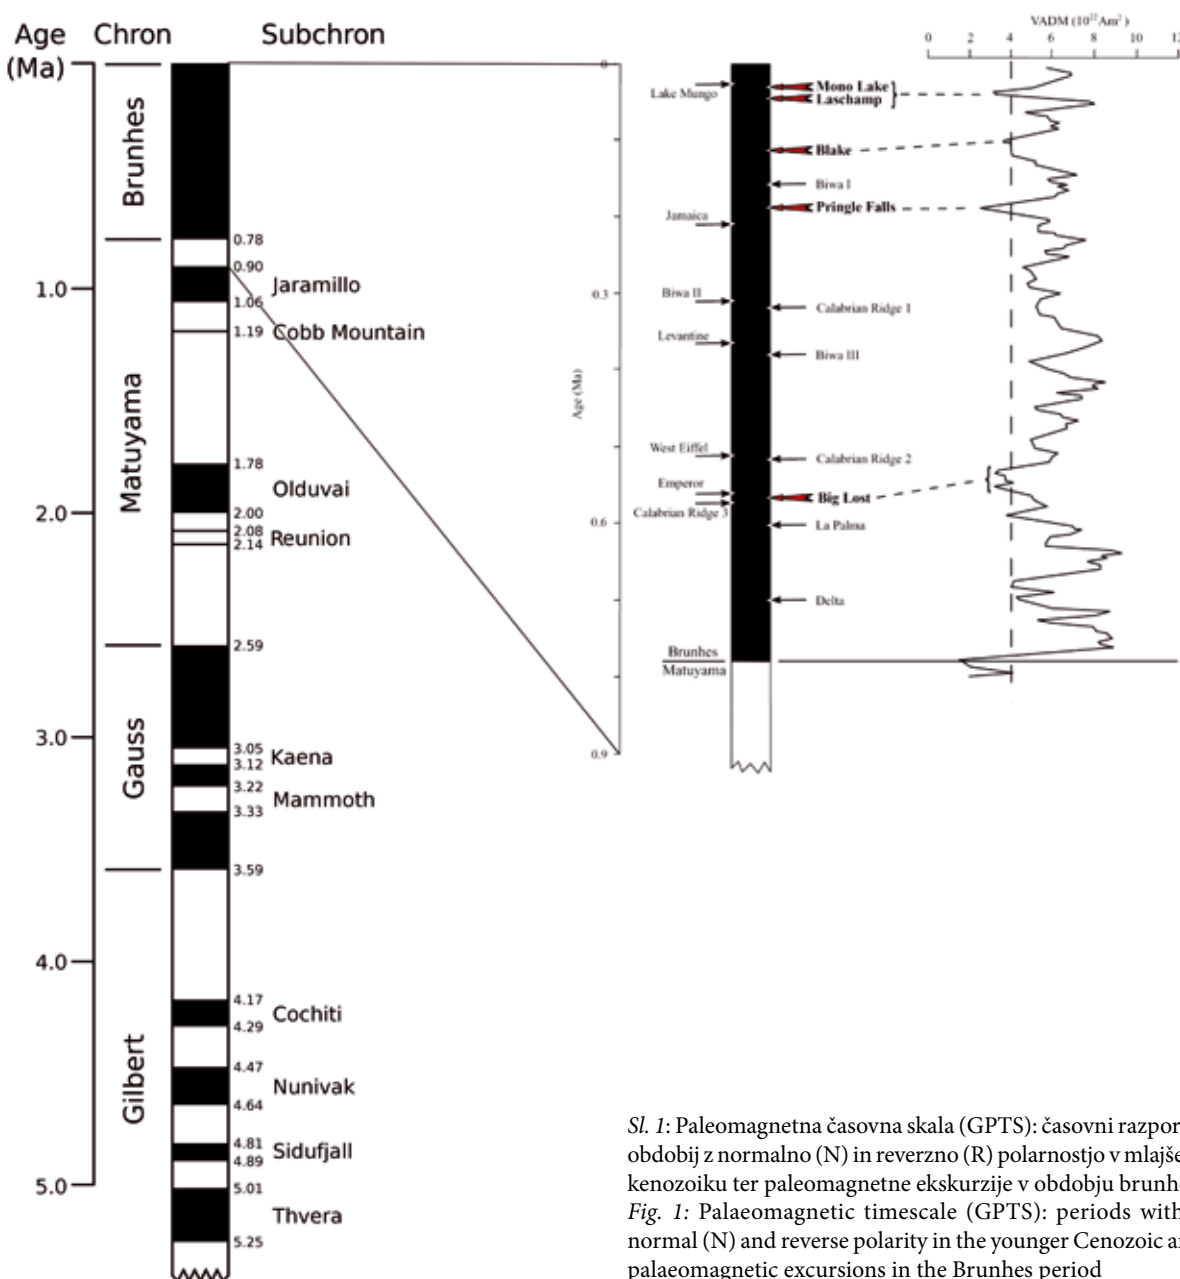 Age Chron Subchron
(Ma)
Brunhes
Matuyama
Gauss
Gilbert
1.0
2.0
3.0
4.0
5.0
0.78
0.90
Jaramillo
1.06
1.19 Cobb Mountain
1.78
Olduvai
2.00
2.08
Reunion
2.14
2.59
3.05
Kaena
3.12
3.22
Mammoth
3.33
3.59
4.17
Cochiti
4.29
4.47
Nunivak
4.64
4.81
Sidufjall
4.89
5.01
Thvera
5.25
0
0.3
0.6
0.9
Age (Ma)
VADM (10²²Am²)
0 2 4 6 8 10 12
Lake Mungo
Jamaica
Biwa II
Levantine
West Eiffel
Emperor
Calabrian Ridge 3
Brunhes
Matuyama
Mono Lake
Laschamp
Blake
Biwa I
Pringle Falls
Calabrian Ridge 1
Biwa III
Calabrian Ridge 2
Big Lost
La Palma
Delta
Sl. 1: Paleomagnetna časovna skala (GPTS): časovni razpor
obdobij z normalno (N) in reverzno (R) polarnostjo v mlajše
kenozoiku ter paleomagnetne ekskurzije v obdobju brunh
Fig. 1: Palaeomagnetic timescale (GPTS): periods with
normal (N) and reverse polarity in the younger Cenozoic a
palaeomagnetic excursions in the Brunhes period